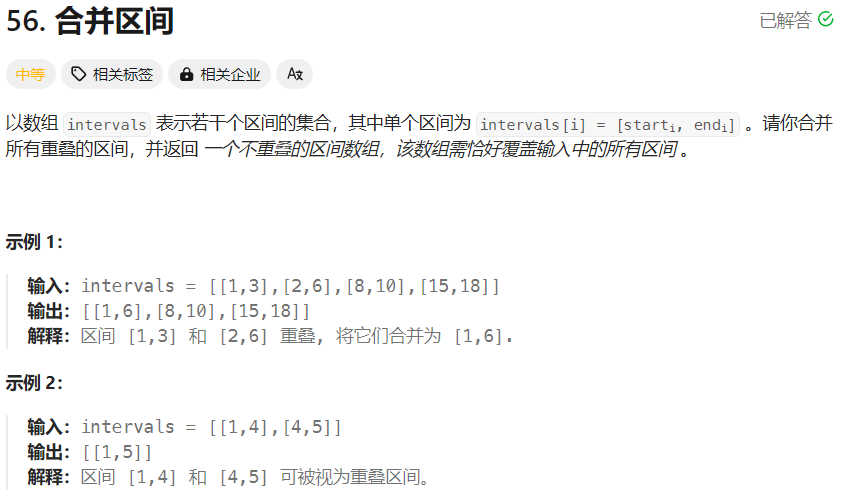 56. 合并区间
已解答
中等 相关标签 相关企业
以数组 intervals 表示若干个区间的集合，其中单个区间为 intervals[i] = [starti, endi] 。请你合并
所有重叠的区间，并返回 一个不重叠的区间数组，该数组需恰好覆盖输入中的所有区间 。
示例 1：
输入：intervals = [[1,3],[2,6],[8,10],[15,18]]
输出：[[1,6],[8,10],[15,18]]
解释：区间 [1,3] 和 [2,6] 重叠, 将它们合并为 [1,6].
示例 2：
输入：intervals = [[1,4],[4,5]]
输出：[[1,5]]
解释：区间 [1,4] 和 [4,5] 可被视为重叠区间。